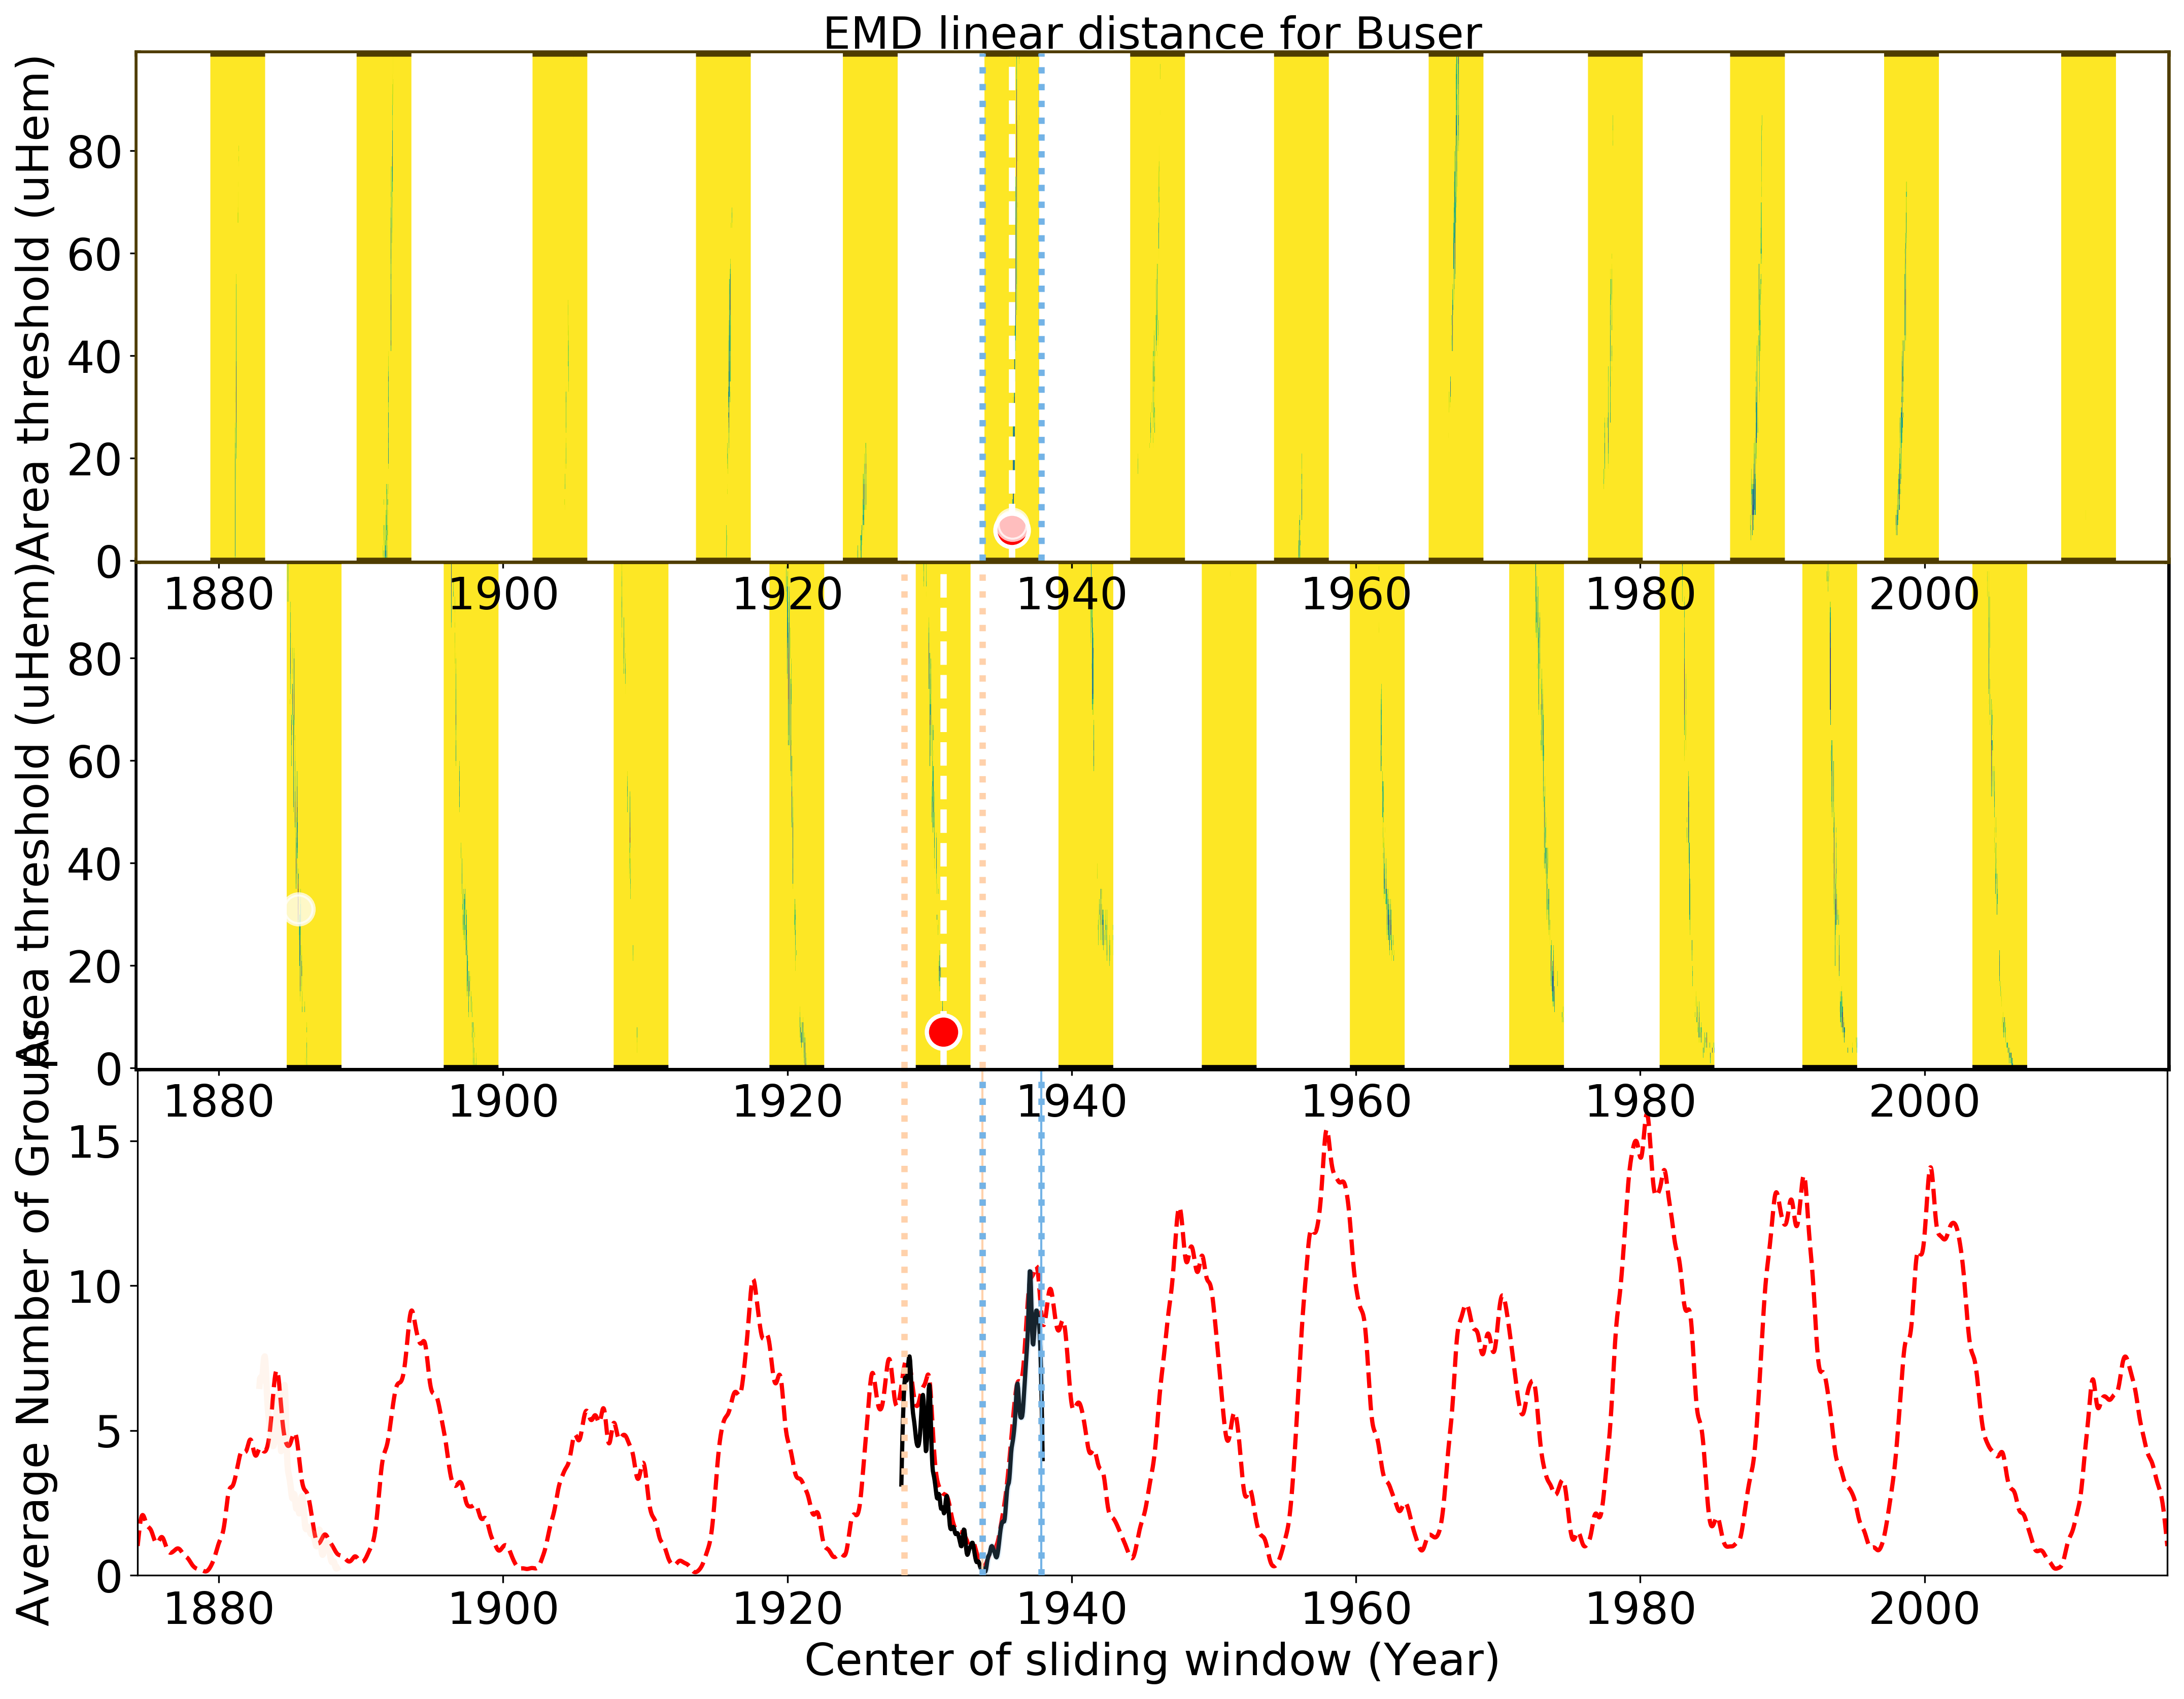 EMD linear distance for Buser
Area threshold (uHem)
80
60
40
20
0
1880 1900 1920 1940 1960 1980 2000
Area threshold (uHem)
80
60
40
20
0
1880 1900 1920 1940 1960 1980 2000
Average Number of Groups
15
10
5
0
1880 1900 1920 1940 1960 1980 2000
Center of sliding window (Year)